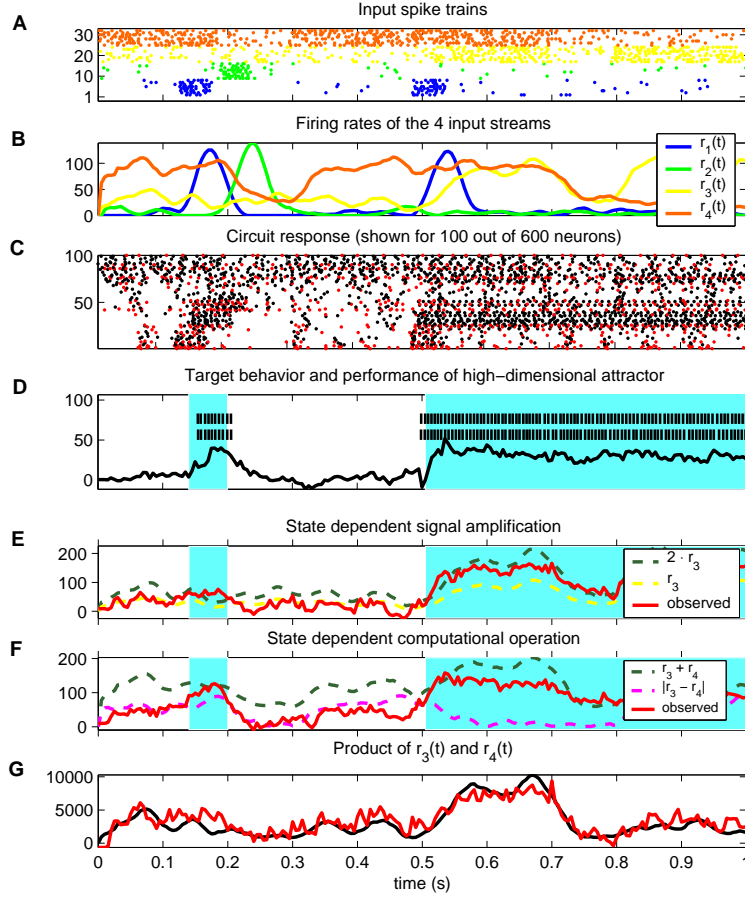 Input spike trains
A
30
20
10
1
Firing rates of the 4 input streams
B
100
50
0
r1(t)
r2(t)
r3(t)
r4(t)
Circuit response (shown for 100 out of 600 neurons)
C
100
50
Target behavior and performance of high−dimensional attractor
D
100
50
0
State dependent signal amplification
E
200
100
0
2 · r3
r3
observed
State dependent computational operation
F
200
100
0
r3 + r4
|r3 − r4|
observed
Product of r3(t) and r4(t)
G
10000
5000
0
0 0.1 0.2 0.3 0.4 0.5 0.6 0.7 0.8 0.9 1
time (s)